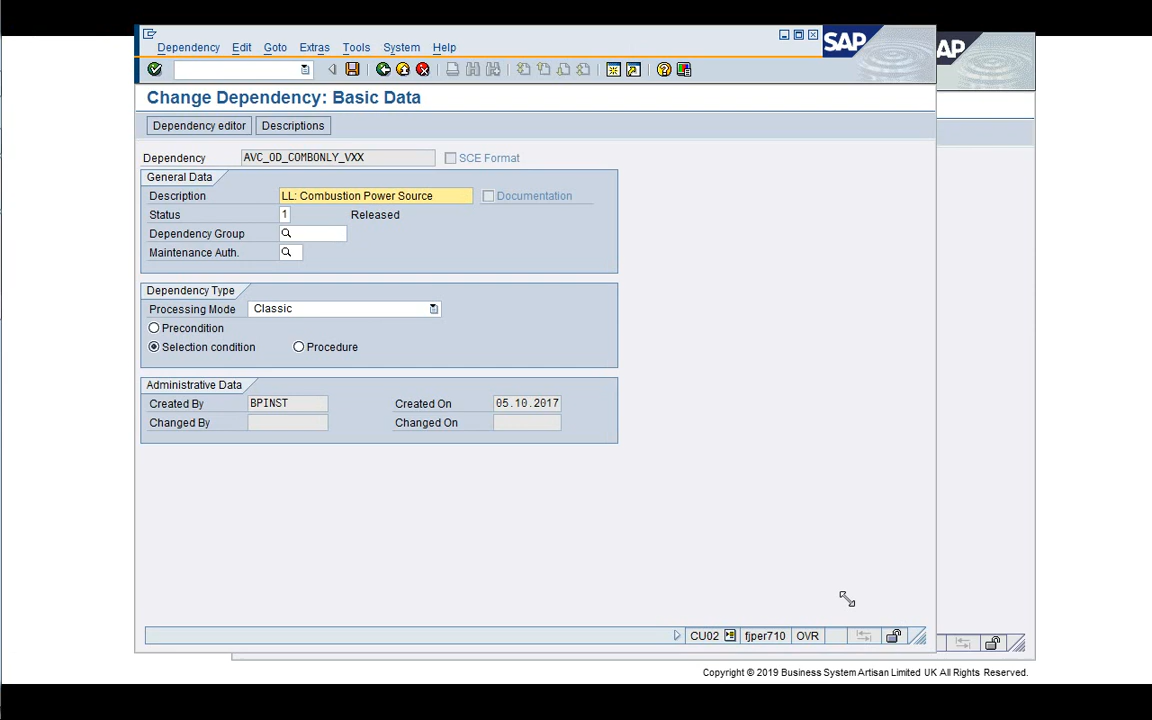 Dependency Edit Goto Extras Tools System Help
SAP
AP
Change Dependency: Basic Data
Dependency editor Descriptions
Dependency AVC_OD_COMBONLY_VXX SCE Format
General Data
Description LL: Combustion Power Source Documentation
Status 1 Released
Dependency Group
Maintenance Auth.
Dependency Type
Processing Mode Classic
Precondition
Selection condition Procedure
Administrative Data
Created By BPINST Created On 05.10.2017
Changed By Changed On
CU02 fjper710 OVR
Copyright © 2019 Business System Artisan Limited UK All Rights Reserved.